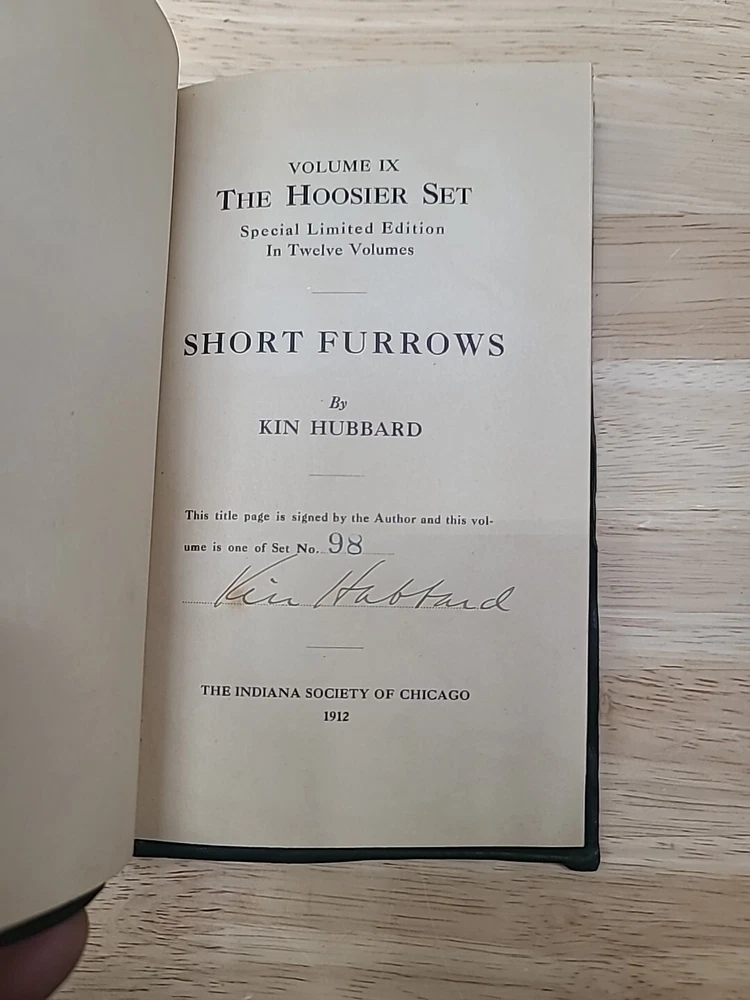 VOLUME IX
THE HOOSIER SET
Special Limited Edition
In Twelve Volumes
SHORT FURROWS
By
KIN HUBBARD
This title page is signed by the Author and this vol-
ume is one of Set No. 98
Kin Hubbard
THE INDIANA SOCIETY OF CHICAGO
1912